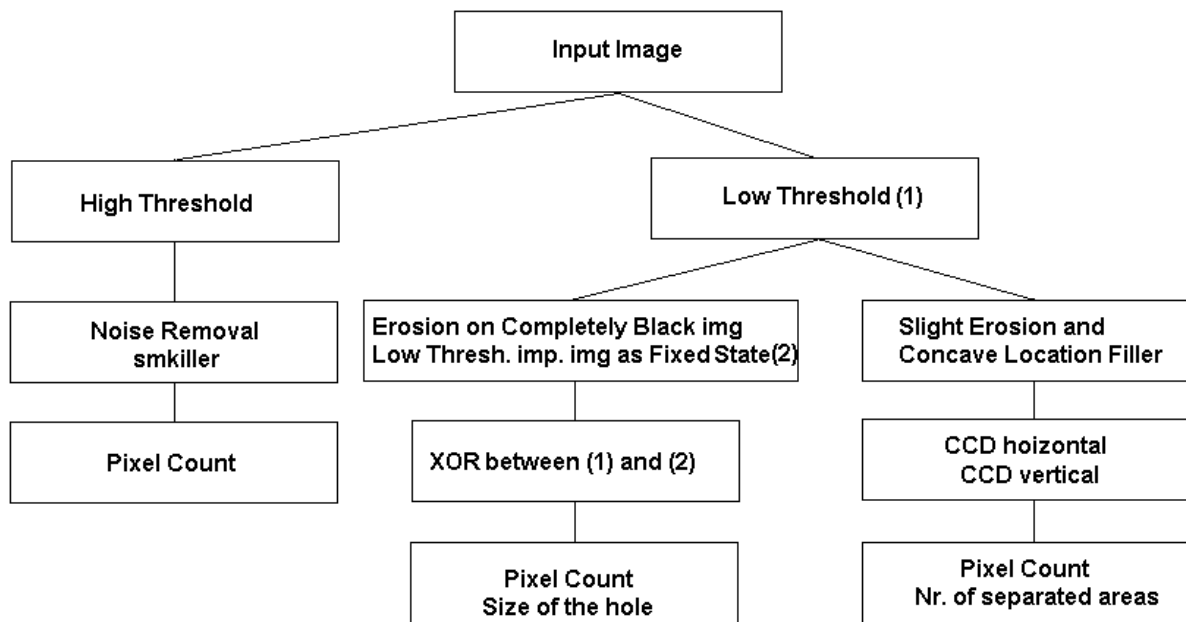 Input Image
High Threshold
Low Threshold (1)
Noise Removal
smkiller
Erosion on Completely Black img
Low Thresh. imp. img as Fixed State(2)
Slight Erosion and
Concave Location Filler
Pixel Count
XOR between (1) and (2)
CCD hoizontal
CCD vertical
Pixel Count
Size of the hole
Pixel Count
Nr. of separated areas